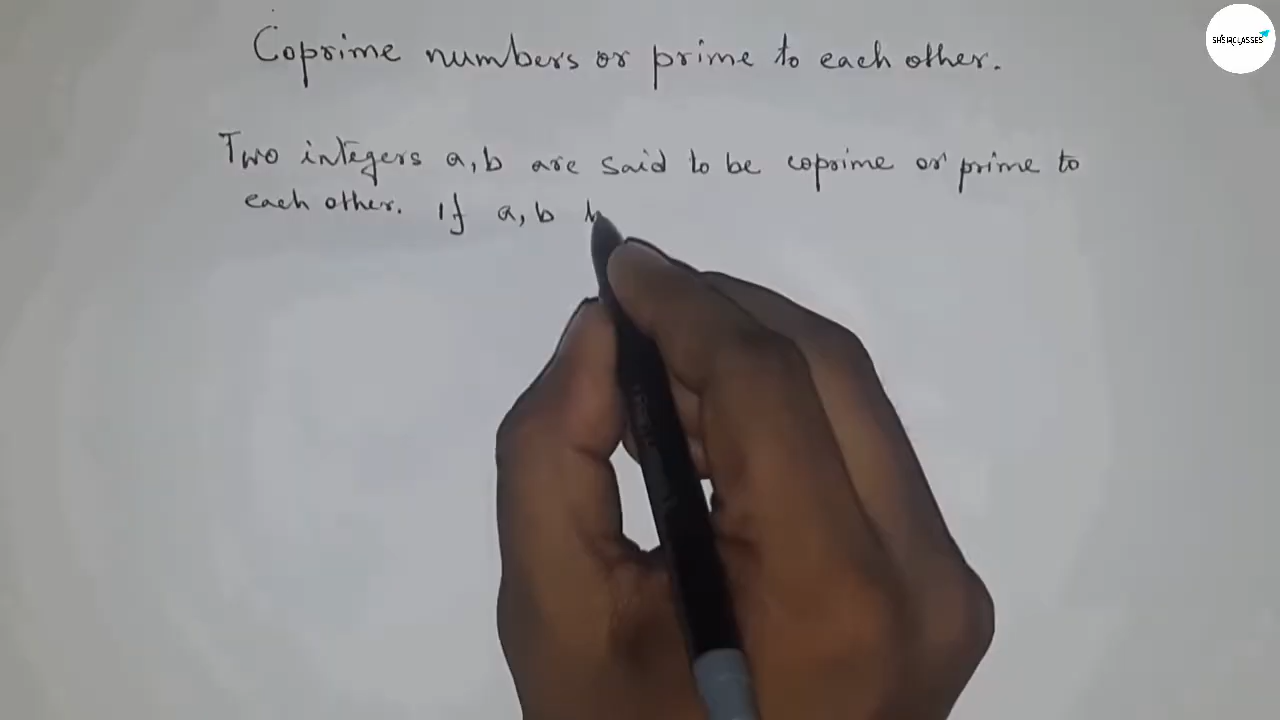 Coprime numbers or prime to each other.
SHSIRCLASSES
Two integers a, b are said to be coprime or prime to
each other. If a, b